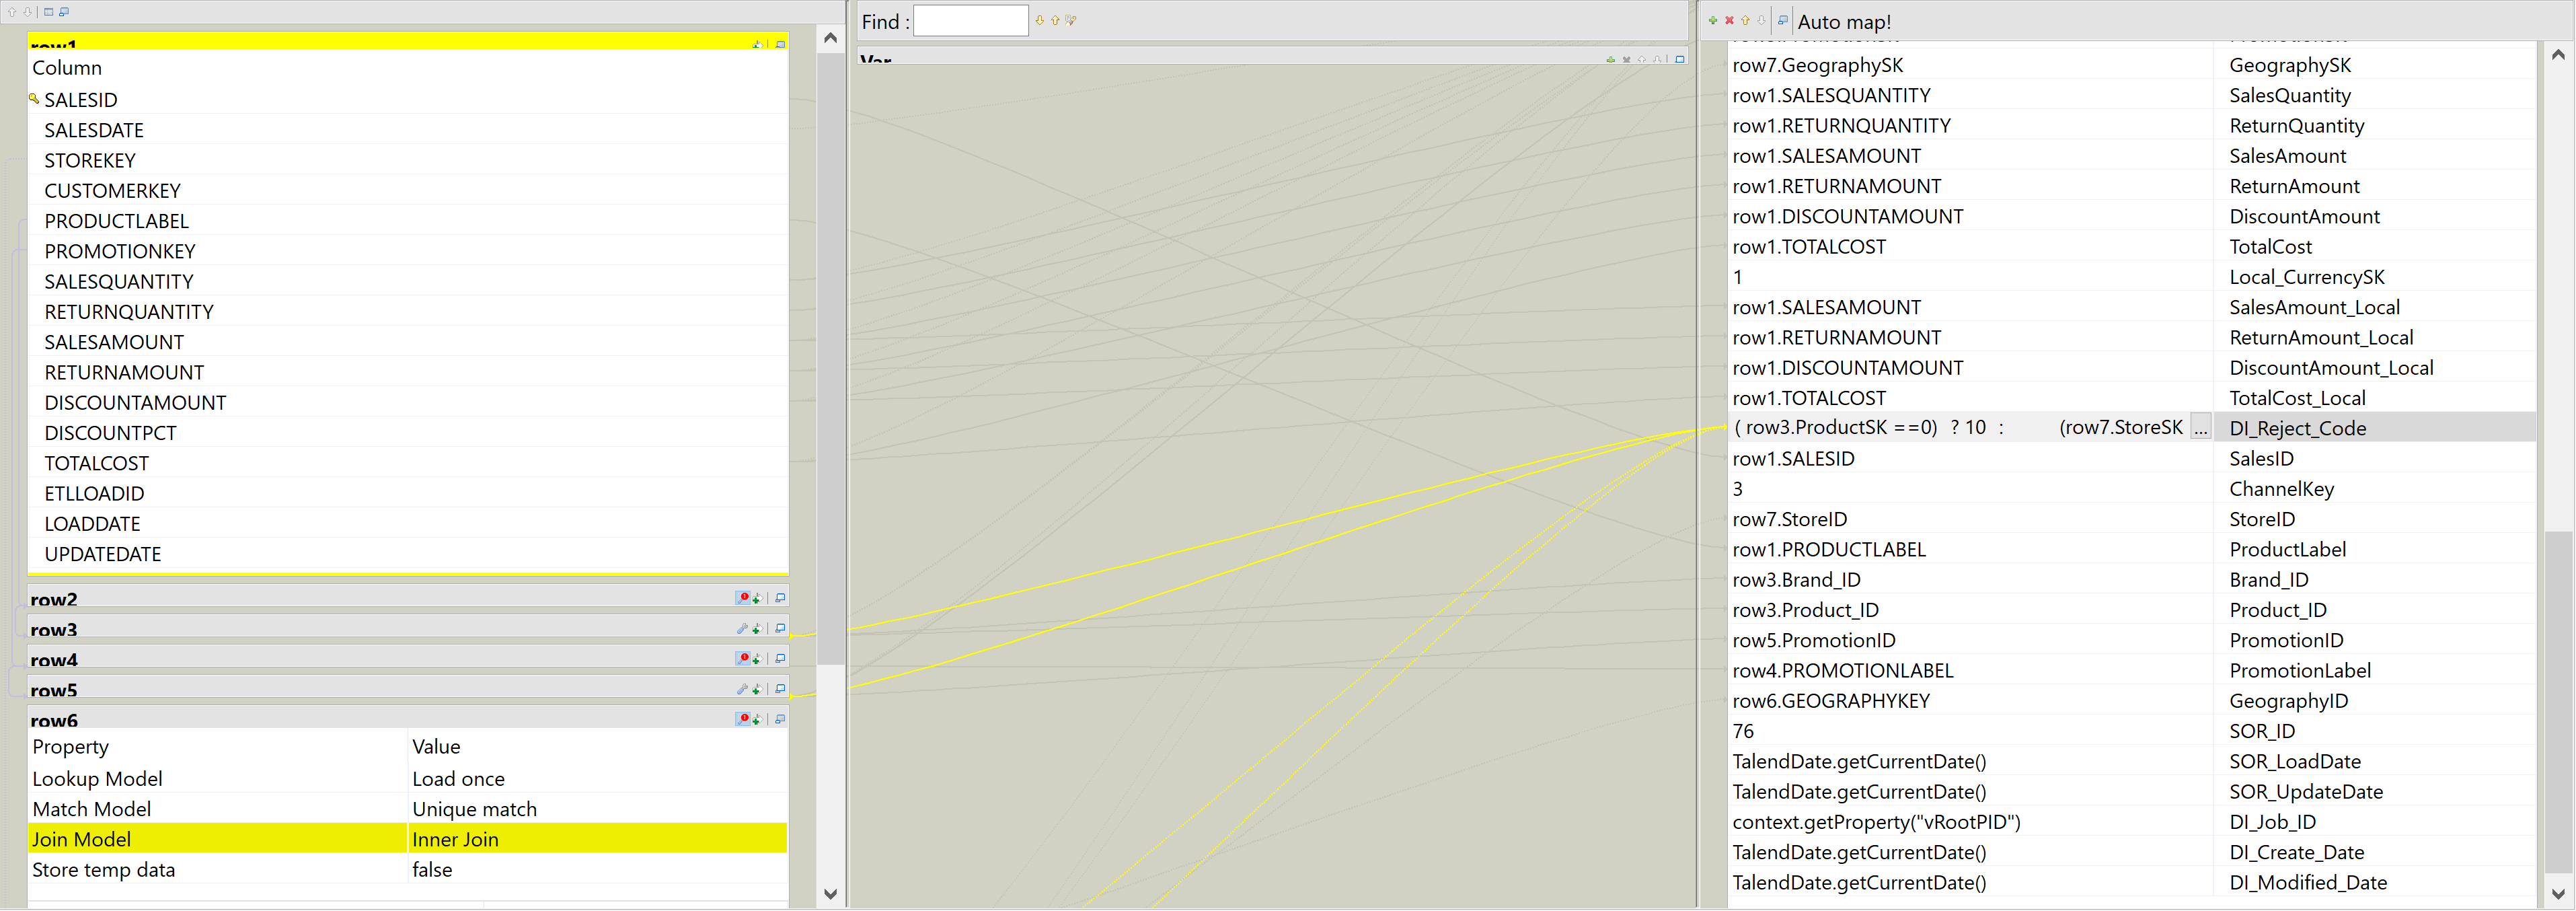 row1
Column
SALESID
SALESDATE
STOREKEY
CUSTOMERKEY
PRODUCTLABEL
PROMOTIONKEY
SALESQUANTITY
RETURNQUANTITY
SALESAMOUNT
RETURNAMOUNT
DISCOUNTAMOUNT
DISCOUNTPCT
TOTALCOST
ETLLOADID
LOADDATE
UPDATEDATE
row2
row3
row4
row5
row6
Property Value
Lookup Model Load once
Match Model Unique match
Join Model Inner Join
Store temp data false
Find :
Var
Auto map!
row7.GeographySK GeographySK
row1.SALESQUANTITY SalesQuantity
row1.RETURNQUANTITY ReturnQuantity
row1.SALESAMOUNT SalesAmount
row1.RETURNAMOUNT ReturnAmount
row1.DISCOUNTAMOUNT DiscountAmount
row1.TOTALCOST TotalCost
1 Local_CurrencySK
row1.SALESAMOUNT SalesAmount_Local
row1.RETURNAMOUNT ReturnAmount_Local
row1.DISCOUNTAMOUNT DiscountAmount_Local
row1.TOTALCOST TotalCost_Local
( row3.ProductSK ==0) ? 10 : (row7.StoreSK ... DI_Reject_Code
row1.SALESID SalesID
3 ChannelKey
row7.StoreID StoreID
row1.PRODUCTLABEL ProductLabel
row3.Brand_ID Brand_ID
row3.Product_ID Product_ID
row5.PromotionID PromotionID
row4.PROMOTIONLABEL PromotionLabel
row6.GEOGRAPHYKEY GeographyID
76 SOR_ID
TalendDate.getCurrentDate() SOR_LoadDate
TalendDate.getCurrentDate() SOR_UpdateDate
context.getProperty("vRootPID") DI_Job_ID
TalendDate.getCurrentDate() DI_Create_Date
TalendDate.getCurrentDate() DI_Modified_Date